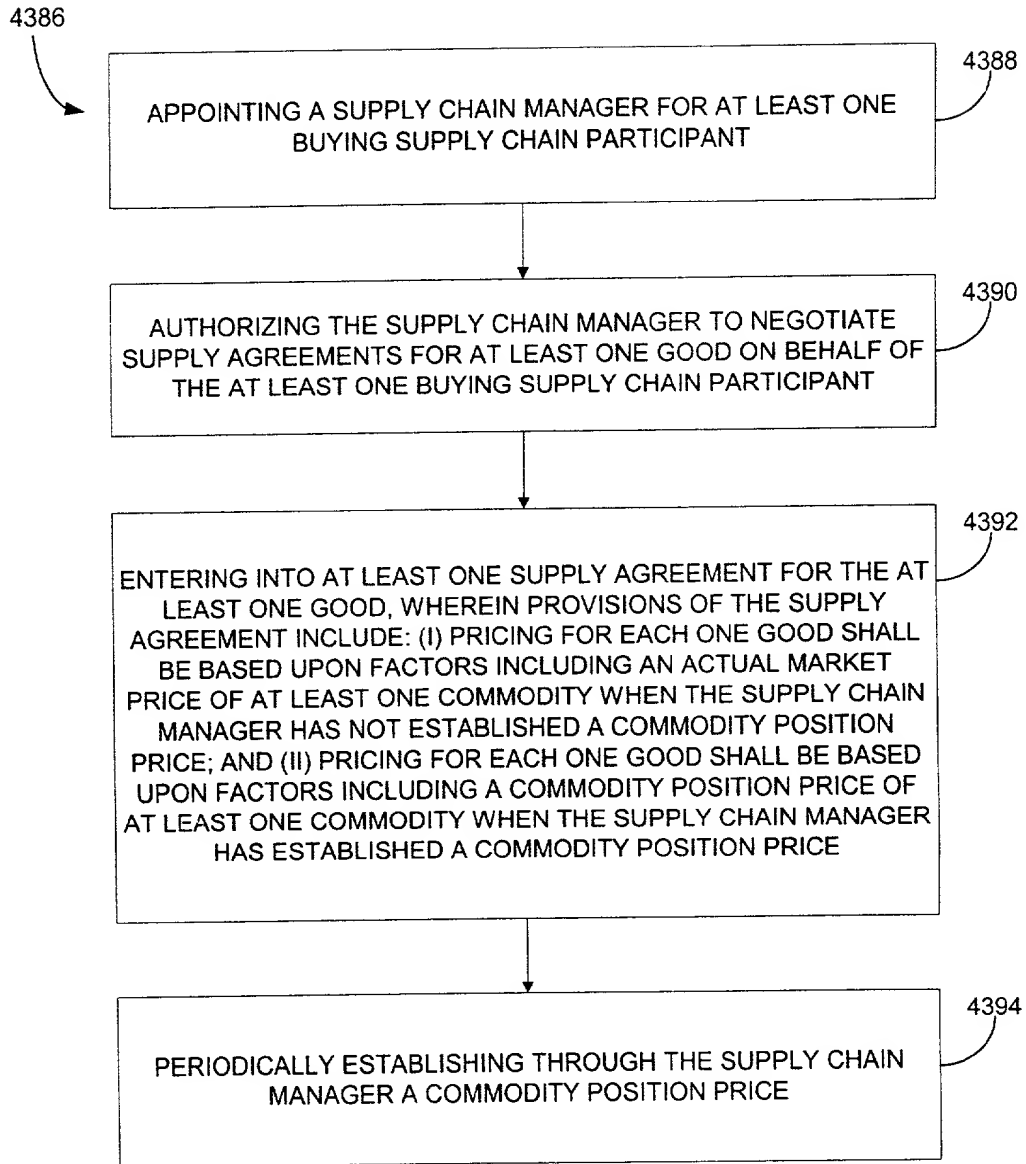 4386
4388
APPOINTING A SUPPLY CHAIN MANAGER FOR AT LEAST ONE
BUYING SUPPLY CHAIN PARTICIPANT
4390
AUTHORIZING THE SUPPLY CHAIN MANAGER TO NEGOTIATE
SUPPLY AGREEMENTS FOR AT LEAST ONE GOOD ON BEHALF OF
THE AT LEAST ONE BUYING SUPPLY CHAIN PARTICIPANT
4392
ENTERING INTO AT LEAST ONE SUPPLY AGREEMENT FOR THE AT
LEAST ONE GOOD, WHEREIN PROVISIONS OF THE SUPPLY
AGREEMENT INCLUDE: (I) PRICING FOR EACH ONE GOOD SHALL
BE BASED UPON FACTORS INCLUDING AN ACTUAL MARKET
PRICE OF AT LEAST ONE COMMODITY WHEN THE SUPPLY CHAIN
MANAGER HAS NOT ESTABLISHED A COMMODITY POSITION
PRICE; AND (II) PRICING FOR EACH ONE GOOD SHALL BE BASED
UPON FACTORS INCLUDING A COMMODITY POSITION PRICE OF
AT LEAST ONE COMMODITY WHEN THE SUPPLY CHAIN MANAGER
HAS ESTABLISHED A COMMODITY POSITION PRICE
4394
PERIODICALLY ESTABLISHING THROUGH THE SUPPLY CHAIN
MANAGER A COMMODITY POSITION PRICE